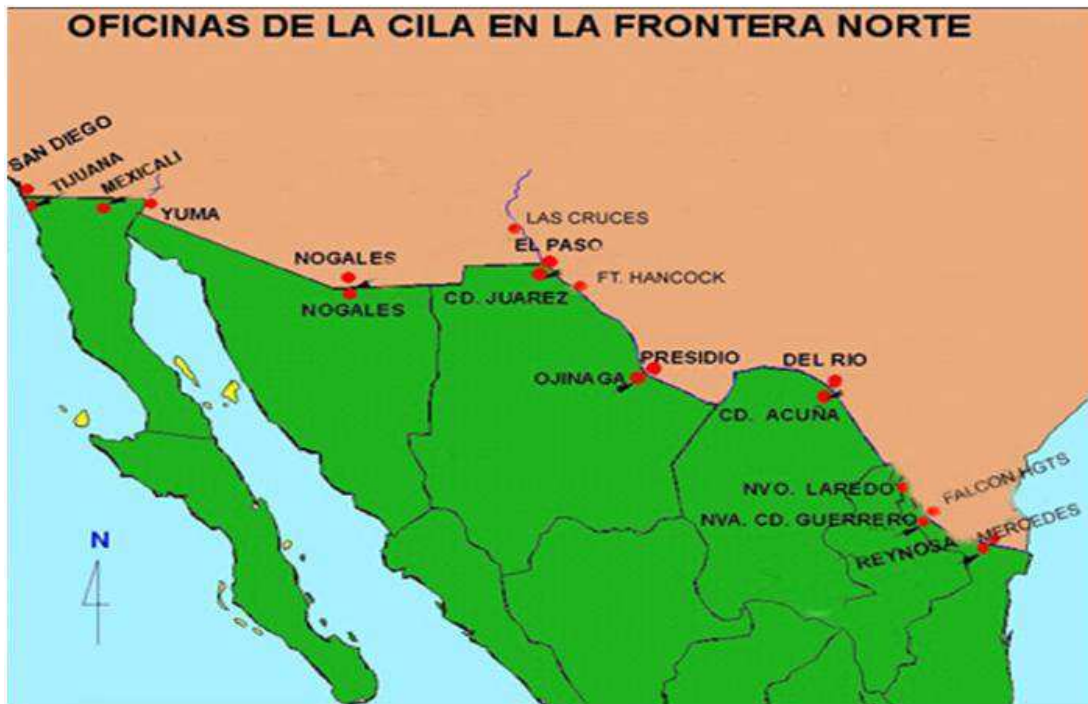 OFICINAS DE LA CILA EN LA FRONTERA NORTE
SAN DIEGO
TIJUANA
MEXICALI
YUMA
NOGALES
NOGALES
LAS CRUCES
EL PASO
CD. JUAREZ
FT. HANCOCK
PRESIDIO
OJINAGA
DEL RIO
CD. ACUÑA
NVO. LAREDO
FALCON HGTS
NVA. CD. GUERRERO
MERCEDES
REYNOSA
N